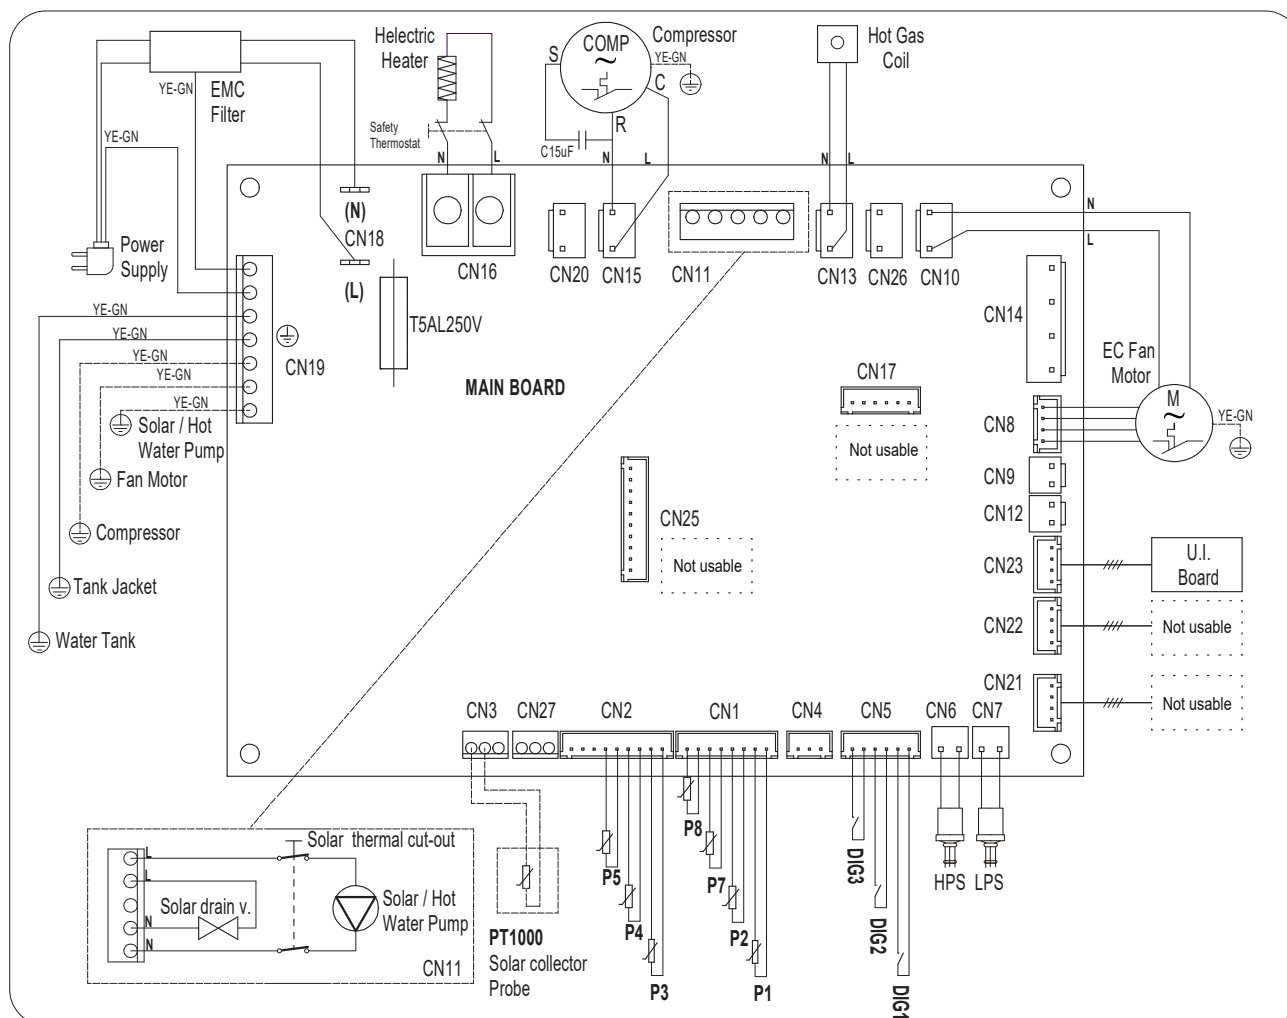 Helectric
Heater
COMP
S
Compressor
YE-GN
C
R
C15uF
Hot Gas
Coil
EMC
Filter
YE-GN
YE-GN
Safety
Thermostat
N
L
N
L
N
L
N
L
(N)
CN18
(L)
Power
Supply
CN16
CN20
CN15
CN11
CN13
CN26
CN10
T5AL250V
CN19
YE-GN
YE-GN
YE-GN
YE-GN
YE-GN
Solar / Hot
Water Pump
Fan Motor
Compressor
Tank Jacket
Water Tank
MAIN BOARD
CN14
EC Fan
Motor
M
YE-GN
CN17
Not usable
CN8
CN9
CN12
CN25
Not usable
CN23
U.I.
Board
CN22
Not usable
CN21
Not usable
CN3
CN27
CN2
CN1
CN4
CN5
CN6
CN7
P8
P5
P7
P4
P2
P3
P1
DIG3
DIG2
DIG1
HPS
LPS
PT1000
Solar collector
Probe
Solar thermal cut-out
L
L
Solar drain v.
N
N
Solar / Hot
Water Pump
CN11